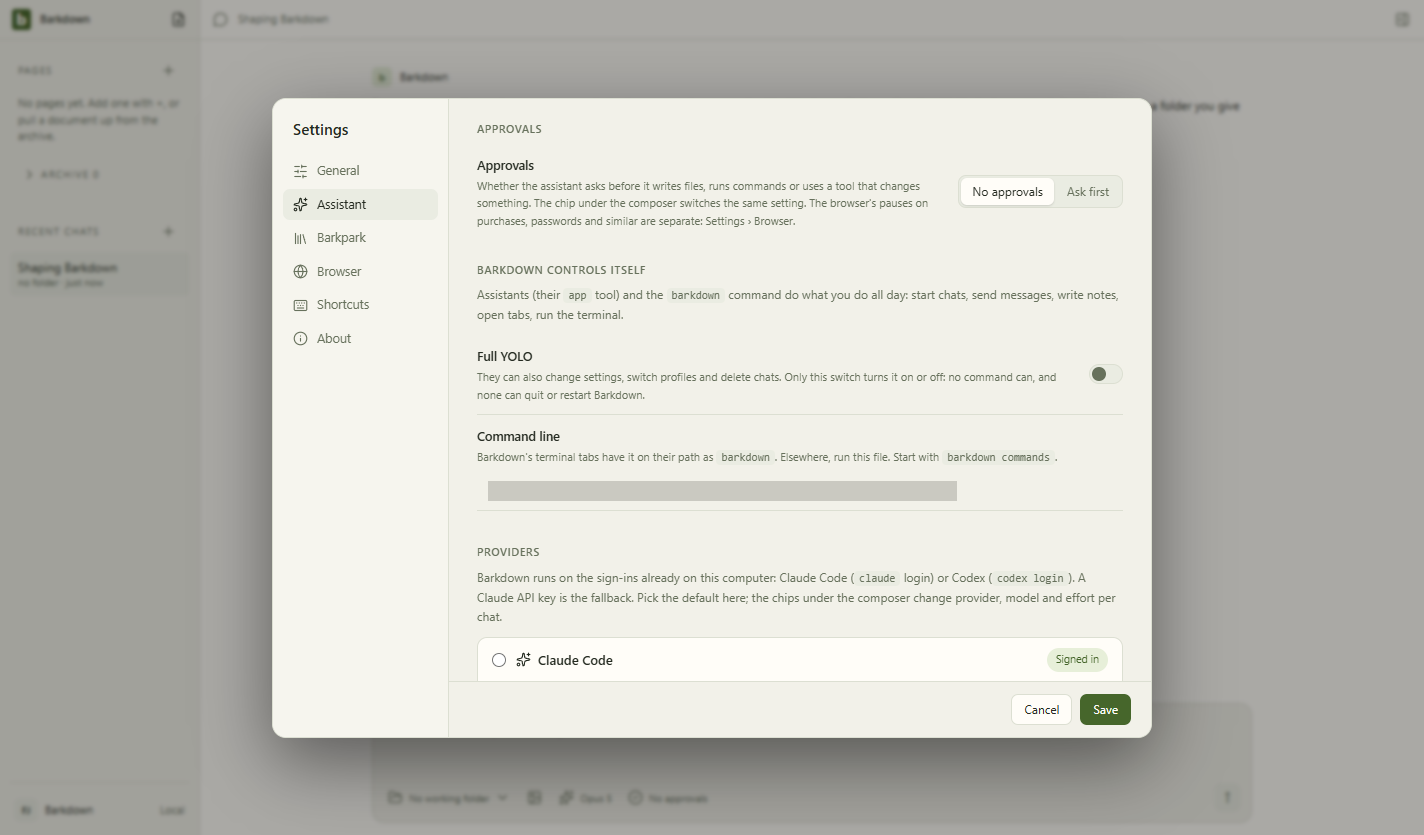 Barkdown
Shaping Barkdown
PAGES
No pages yet. Add one with +, or
put a document up from the
archive.
ARCHIVE 0
RECENT CHATS
Shaping Barkdown
no folder · just now
Barkdown
Local
Barkdown
a folder you give
Settings
General
Assistant
Barkpark
Browser
Shortcuts
About
APPROVALS
Approvals
Whether the assistant asks before it writes files, runs commands or uses a tool that changes
something. The chip under the composer switches the same setting. The browser's pauses on
purchases, passwords and similar are separate: Settings › Browser.
No approvals
Ask first
BARKDOWN CONTROLS ITSELF
Assistants (their app tool) and the barkdown command do what you do all day: start chats, send messages, write notes,
open tabs, run the terminal.
Full YOLO
They can also change settings, switch profiles and delete chats. Only this switch turns it on or off: no command can, and
none can quit or restart Barkdown.
Command line
Barkdown's terminal tabs have it on their path as barkdown. Elsewhere, run this file. Start with barkdown commands.
PROVIDERS
Barkdown runs on the sign-ins already on this computer: Claude Code (claude login) or Codex (codex login). A
Claude API key is the fallback. Pick the default here; the chips under the composer change provider, model and effort per
chat.
Claude Code
Signed in
Cancel
Save
No working folder
No approvals